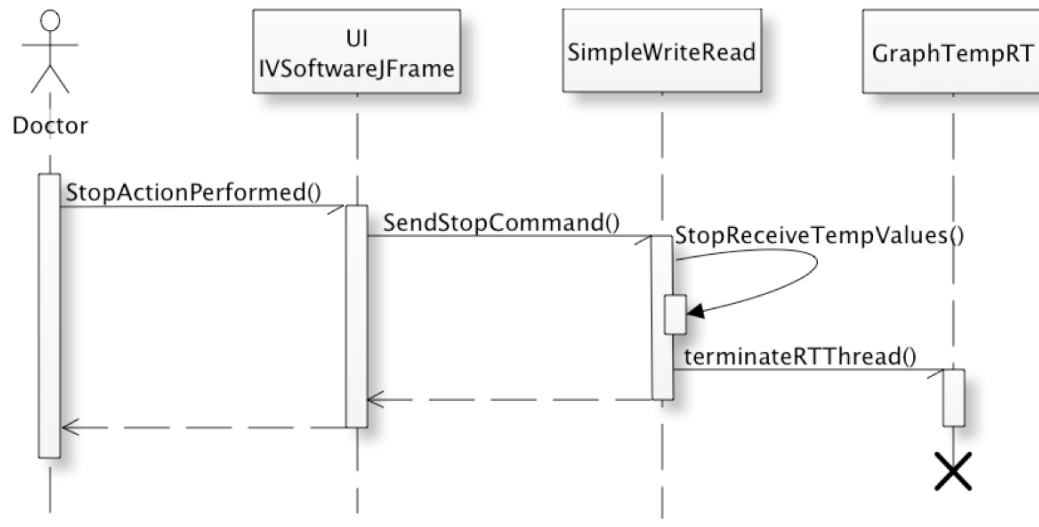 UI
IVSoftwareJFrame
SimpleWriteRead
GraphTempRT
Doctor
StopActionPerformed()
SendStopCommand()
StopReceiveTempValues()
terminateRTThread()